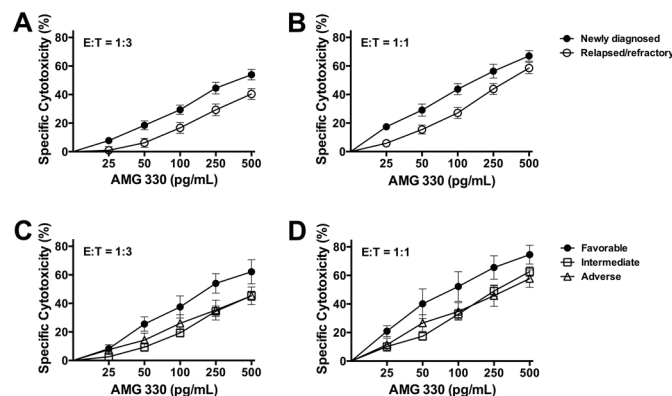 A
E:T = 1:3
Specific Cytotoxicity (%)
80
60
40
20
0
25 50 100 250 500
AMG 330 (pg/mL)
B
E:T = 1:1
Specific Cytotoxicity (%)
80
60
40
20
0
25 50 100 250 500
AMG 330 (pg/mL)
Newly diagnosed
Relapsed/refractory
C
E:T = 1:3
Specific Cytotoxicity (%)
80
60
40
20
0
25 50 100 250 500
AMG 330 (pg/mL)
D
E:T = 1:1
Specific Cytotoxicity (%)
80
60
40
20
0
25 50 100 250 500
AMG 330 (pg/mL)
Favorable
Intermediate
Adverse